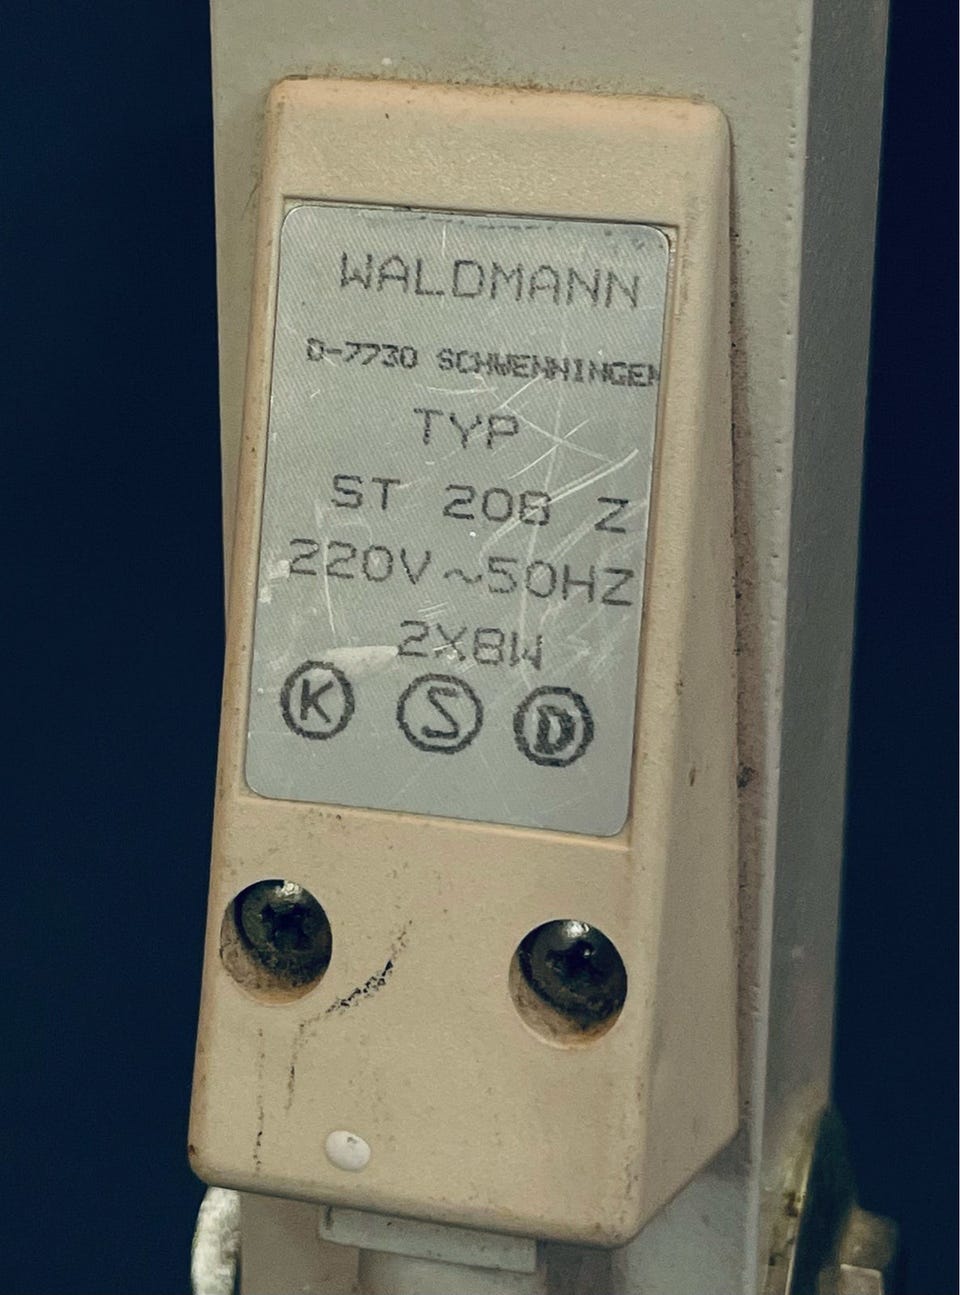 WALDMANN
D-7730 SCHWENNINGEN
TYP
ST 208 Z
220V~50HZ
2X8W
K S D